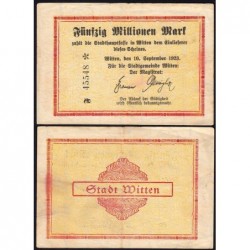 Fünfzig Millionen Mark
zahlt die Stadthauptkasse in Witten dem Einlieferer
dieses Scheines.
Witten, den 10. September 1923.
Für die Stadtgemeinde Witten:
Der Magistrat:
45548 *
Stadt Witten